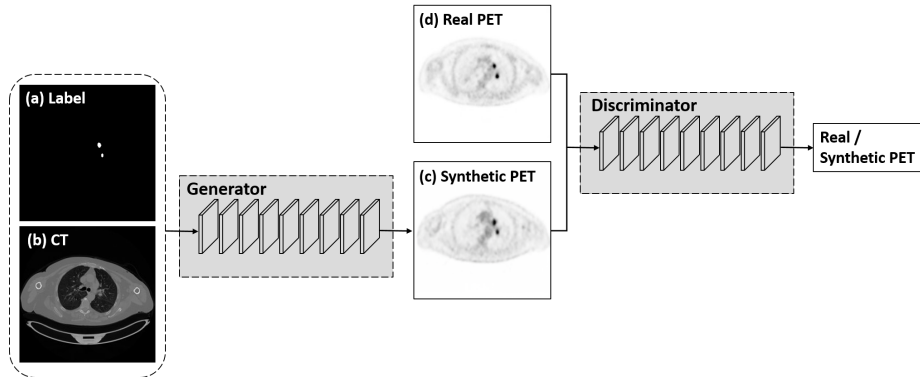 (a) Label
(b) CT
Generator
(d) Real PET
(c) Synthetic PET
Discriminator
Real /
Synthetic PET